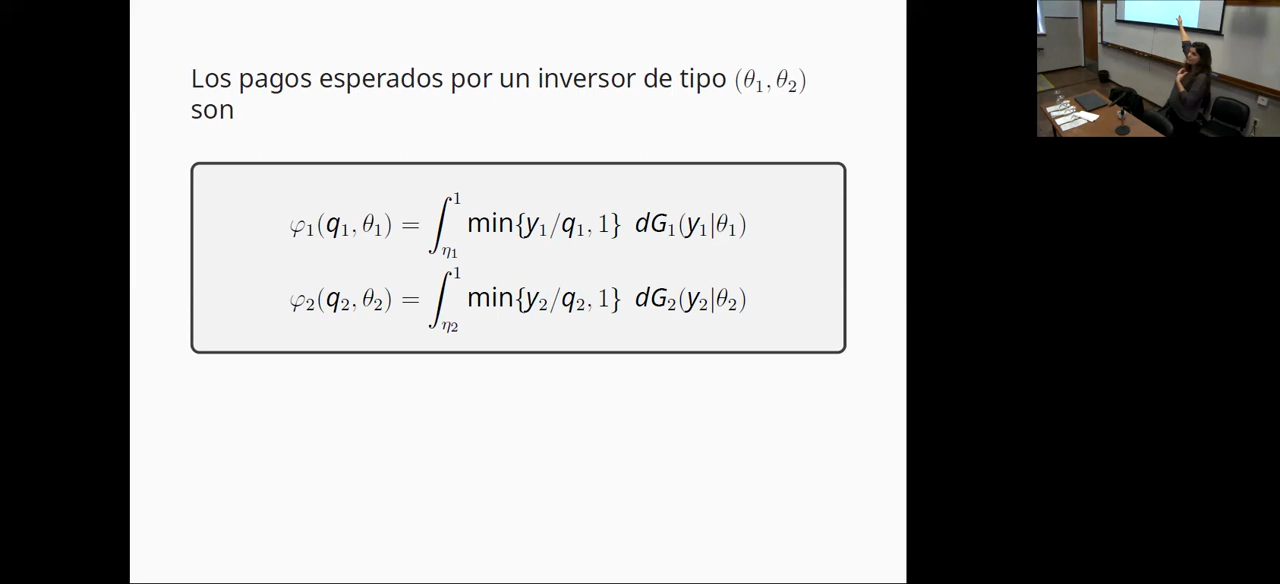 Los pagos esperados por un inversor de tipo (θ₁, θ₂)
son
φ₁(q₁, θ₁) = ∫_{η₁}^{1} min{y₁/q₁, 1} dG₁(y₁|θ₁)
φ₂(q₂, θ₂) = ∫_{η₂}^{1} min{y₂/q₂, 1} dG₂(y₂|θ₂)